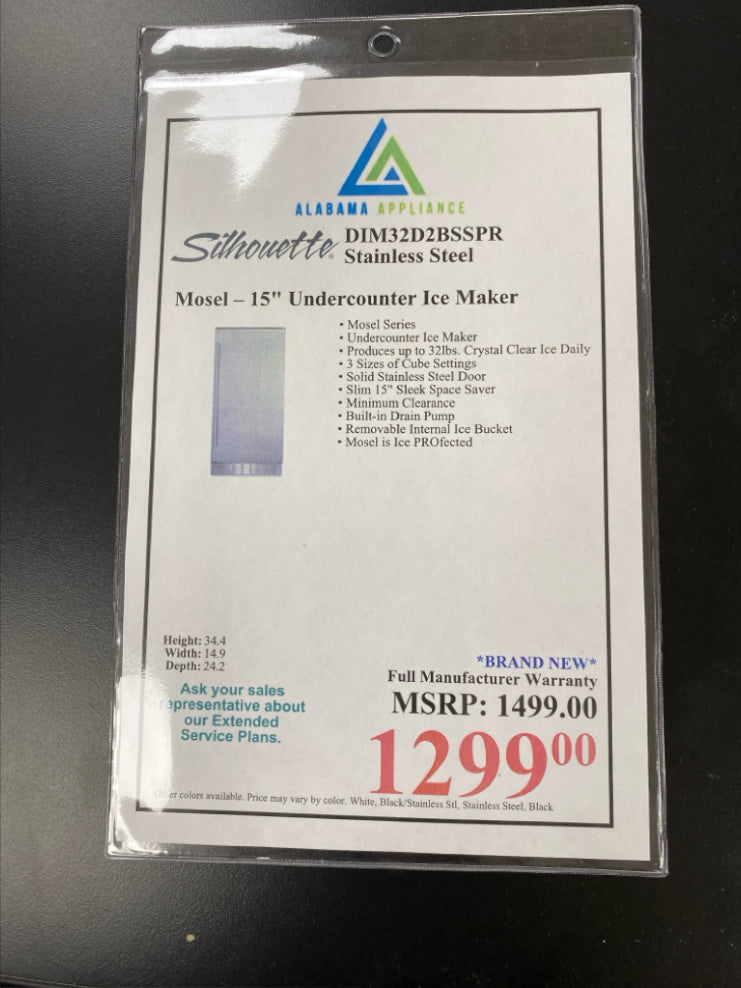 ALABAMA APPLIANCE
Silhouette DIM32D2BSSPR
Stainless Steel
Mosel – 15" Undercounter Ice Maker
• Mosel Series
• Undercounter Ice Maker
• Produces up to 32lbs. Crystal Clear Ice Daily
• 3 Sizes of Cube Settings
• Solid Stainless Steel Door
• Slim 15" Sleek Space Saver
• Minimum Clearance
• Built-in Drain Pump
• Removable Internal Ice Bucket
• Mosel is Ice PROfected
Height: 34.4
Width: 14.9
Depth: 24.2
Ask your sales
representative about
our Extended
Service Plans.
*BRAND NEW*
Full Manufacturer Warranty
MSRP: 1499.00
129900
Other colors available. Price may vary by color. White, Black/Stainless Stl, Stainless Steel, Black